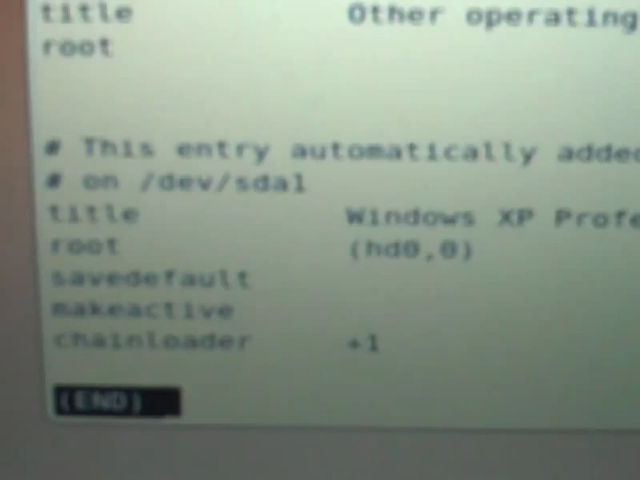 title Other operating
root
# This entry automatically added
# on /dev/sda1
title Windows XP Profe
root (hd0,0)
savedefault
makeactive
chainloader +1
(END)